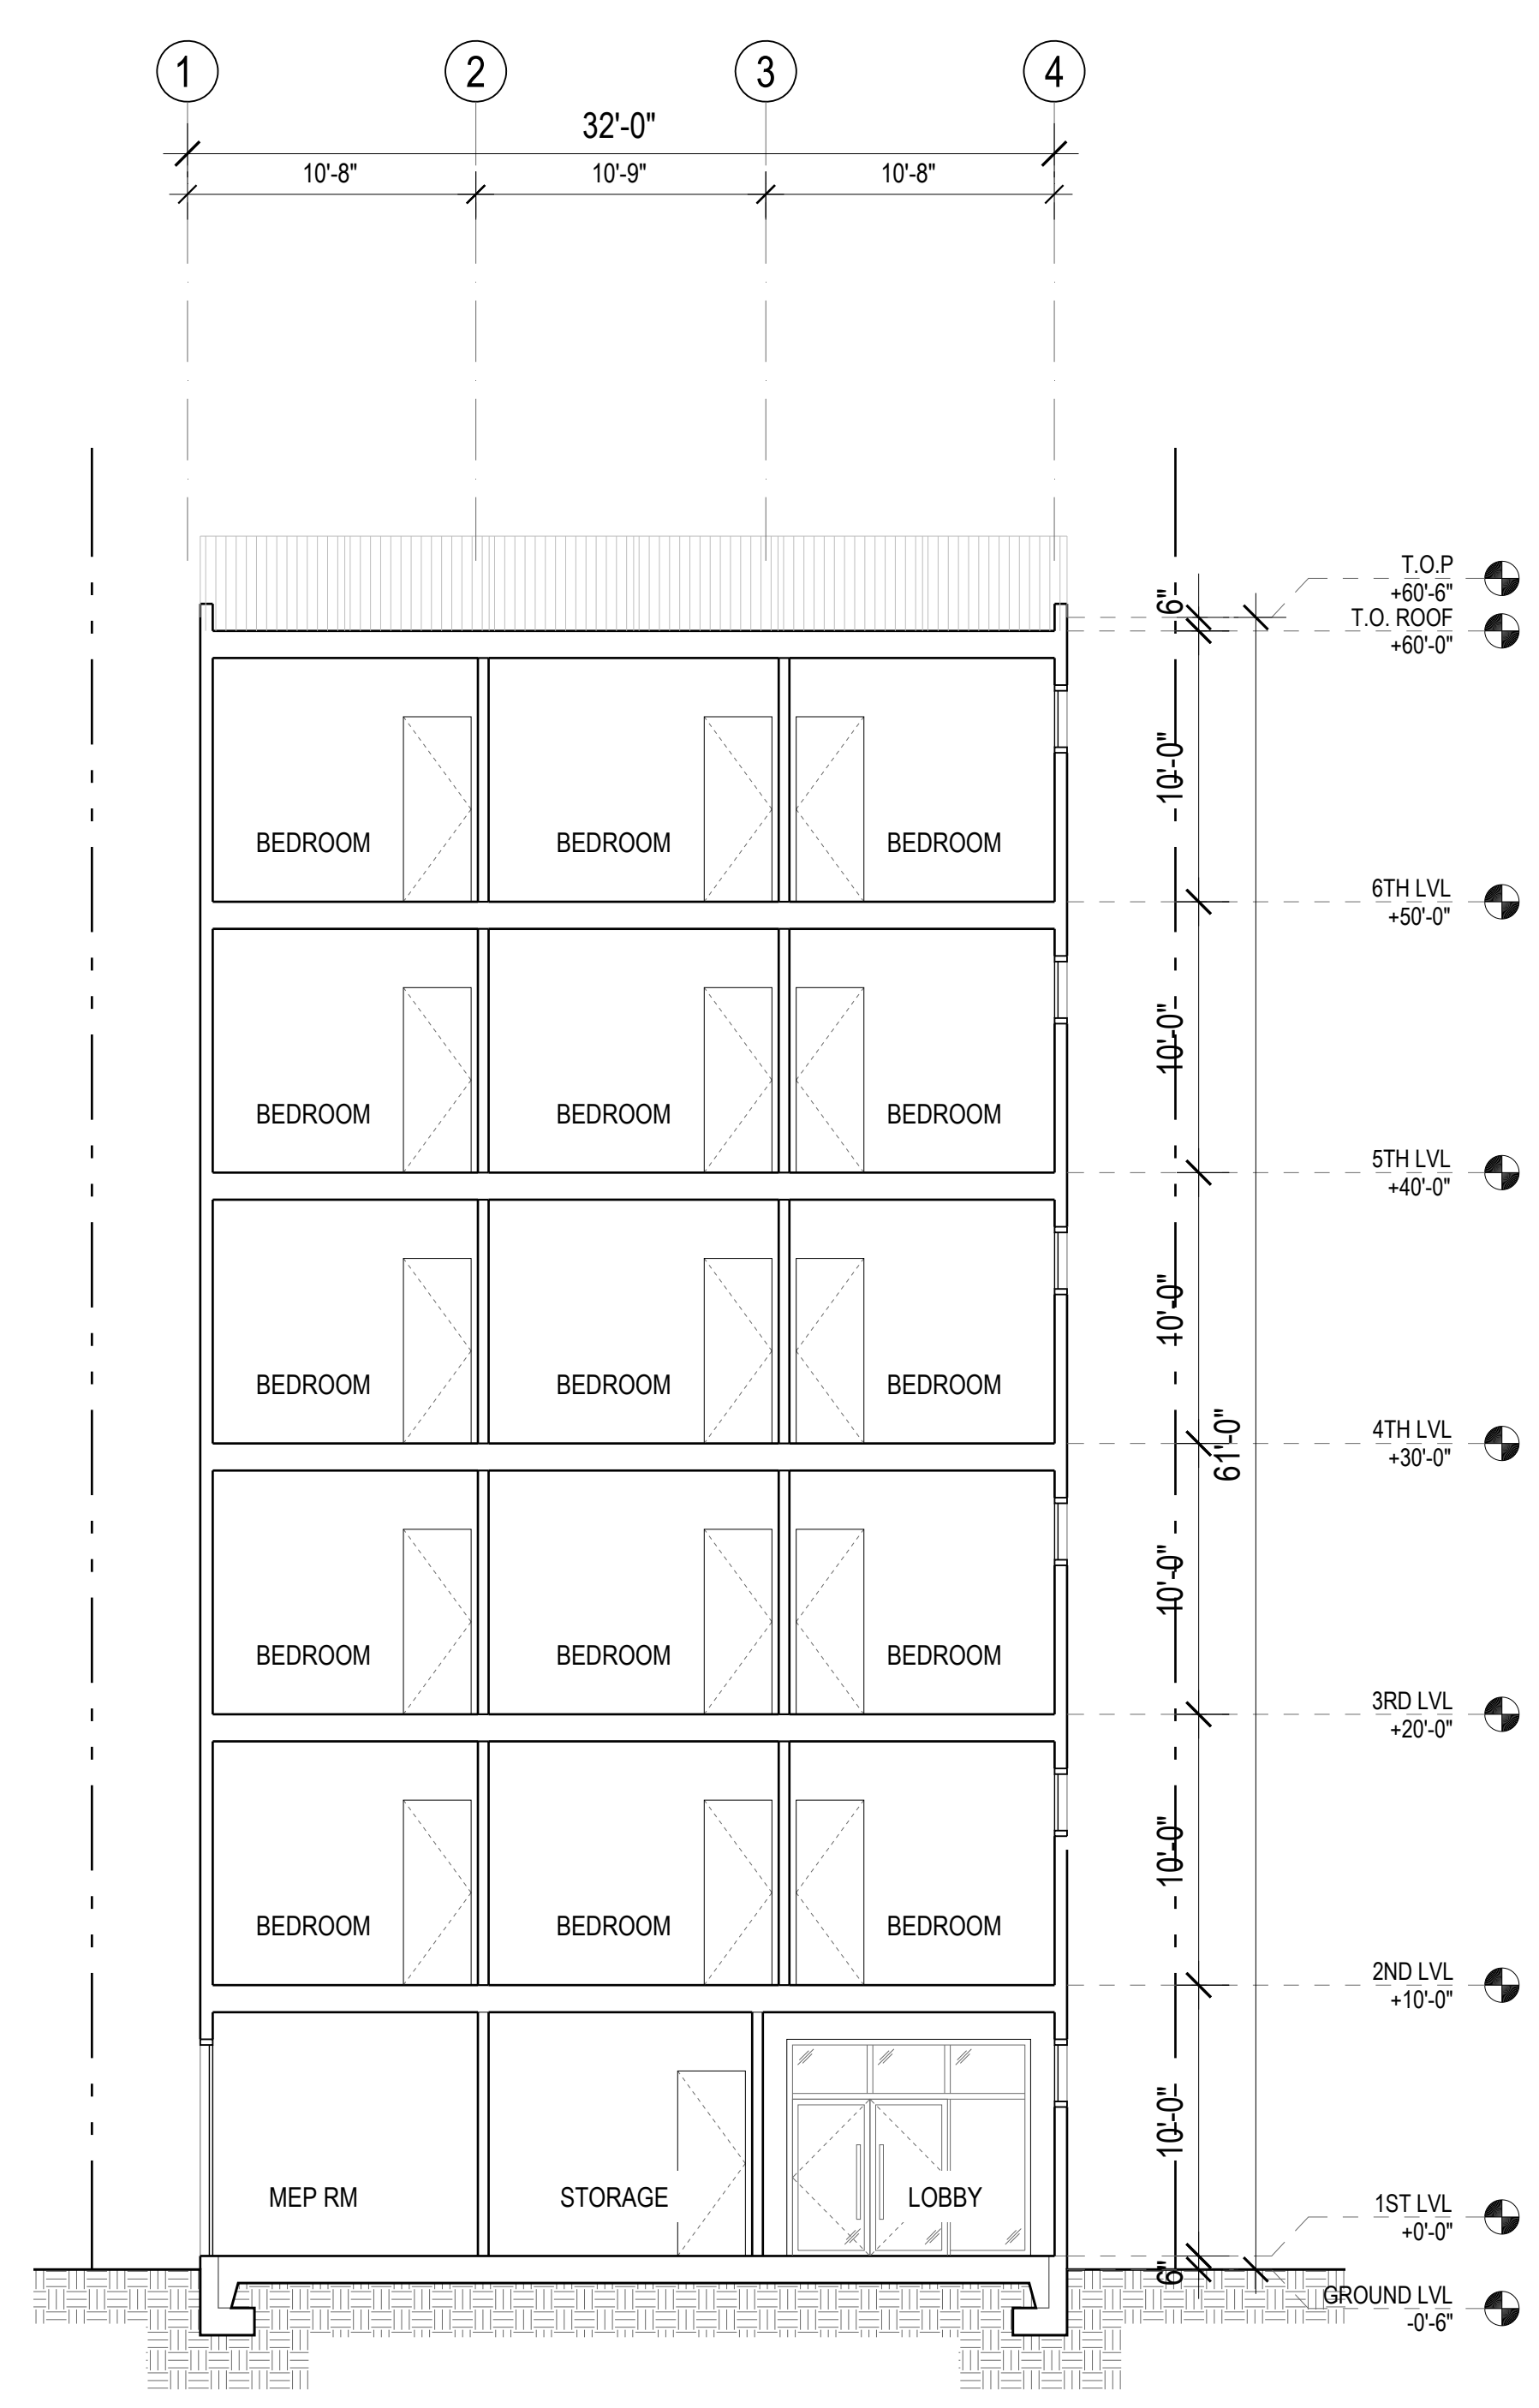 1 2 3 4
32'-0"
10'-8" 10'-9" 10'-8"
T.O.P
+60'-6"
6"
T.O. ROOF
+60'-0"
10'-0"
BEDROOM BEDROOM BEDROOM
6TH LVL
+50'-0"
10'-0"
BEDROOM BEDROOM BEDROOM
5TH LVL
+40'-0"
10'-0"
BEDROOM BEDROOM BEDROOM
4TH LVL
+30'-0"
61'-0"
10'-0"
BEDROOM BEDROOM BEDROOM
3RD LVL
+20'-0"
10'-0"
BEDROOM BEDROOM BEDROOM
2ND LVL
+10'-0"
10'-0"
MEP RM STORAGE LOBBY
1ST LVL
+0'-0"
6"
GROUND LVL
-0'-6"